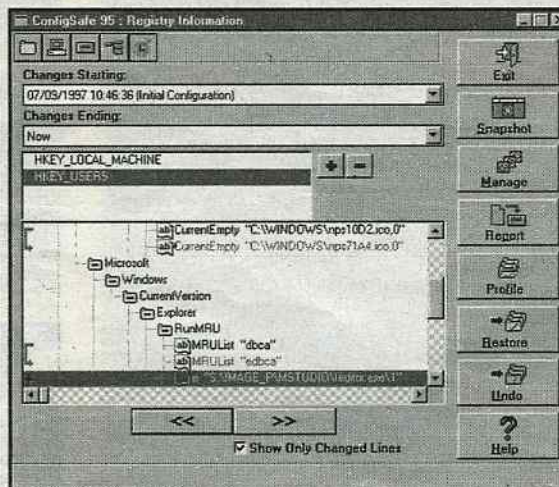 ConfigSafe 95 : Registry Information
Exit
Changes Starting:
07/09/1997 10:46:36 (Initial Configuration)
Snapshot
Changes Ending:
Now
Manage
HKEY_LOCAL_MACHINE
HKEY_USERS
Report
CurrentEmpty "C:\WINDOWS\nps10D2.ico,0"
CurrentEmpty "C:\WINDOWS\nps71A4.ico,0"
Microsoft
Profile
Windows
CurrentVersion
Explorer
RunMRU
Restore
MRUList "dbca"
MRUList "edbca"
Undo
<< >>
Show Only Changed Lines
Help